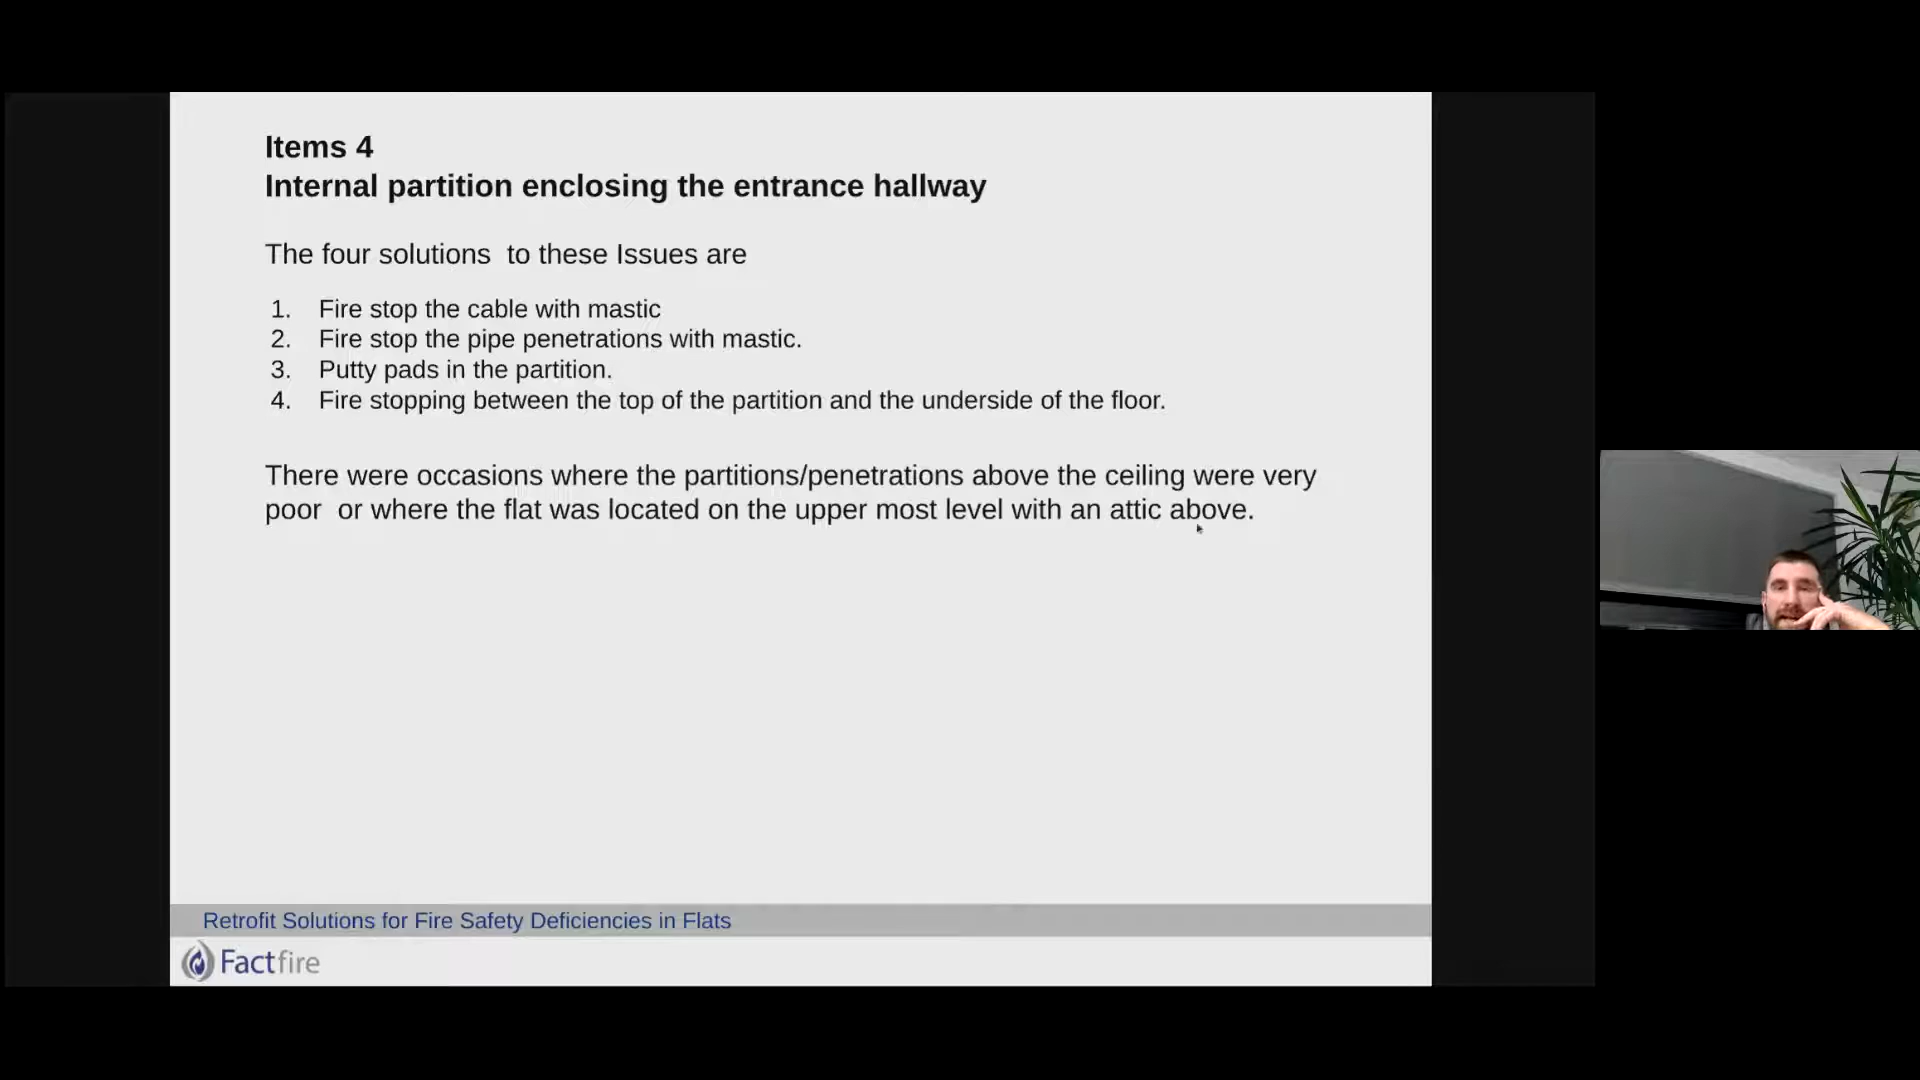 Items 4
Internal partition enclosing the entrance hallway
The four solutions  to these Issues are
1. Fire stop the cable with mastic
2. Fire stop the pipe penetrations with mastic.
3. Putty pads in the partition.
4. Fire stopping between the top of the partition and the underside of the floor.
There were occasions where the partitions/penetrations above the ceiling were very
poor  or where the flat was located on the upper most level with an attic above.
Retrofit Solutions for Fire Safety Deficiencies in Flats
Factfire